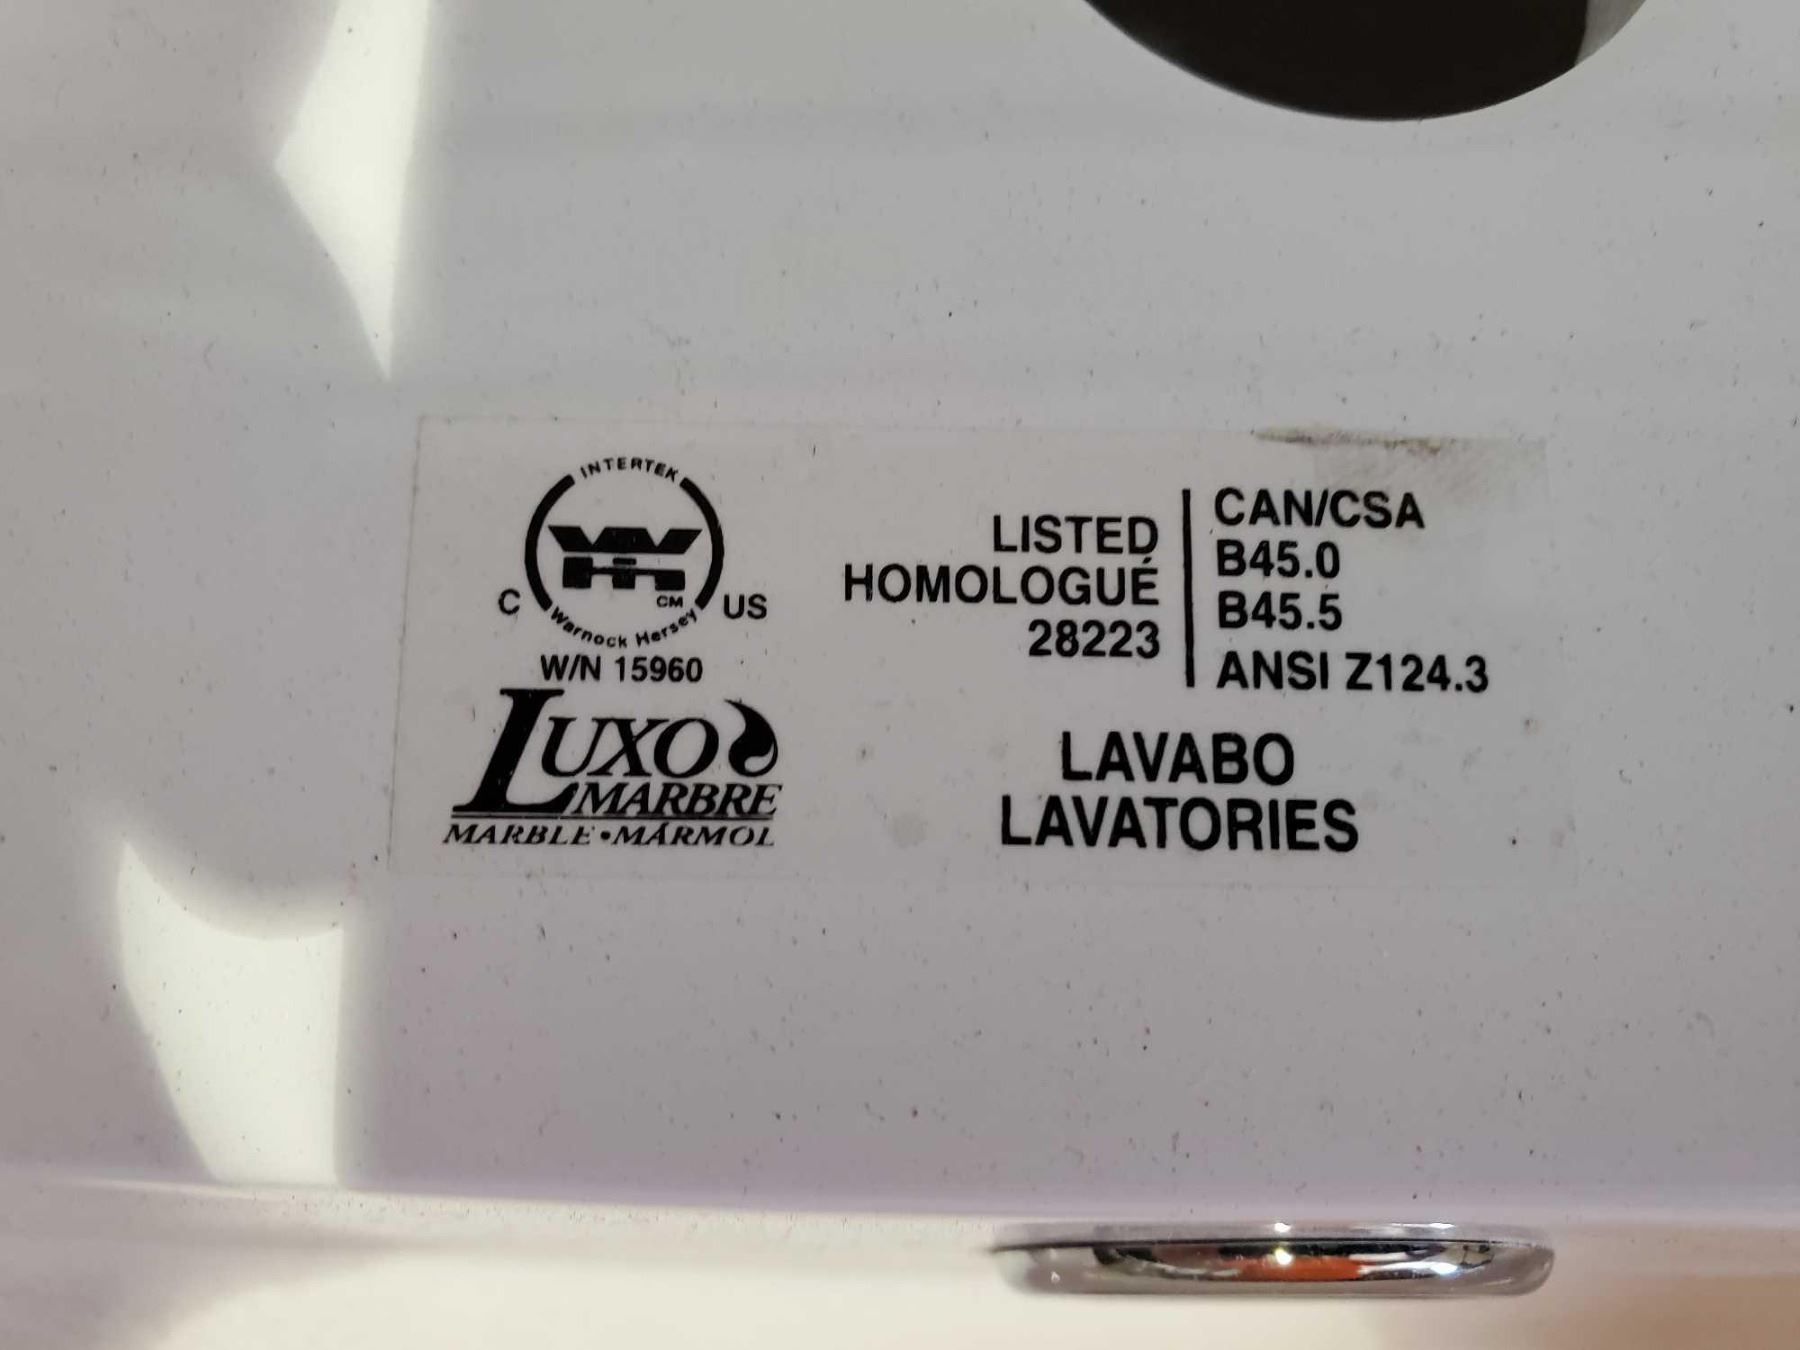 INTERTEK
CM
C
US
Warnock Hersey
W/N 15960
LUXO
MARBRE
MARBLE • MÁRMOL
LISTED
HOMOLOGUÉ
28223
CAN/CSA
B45.0
B45.5
ANSI Z124.3
LAVABO
LAVATORIES